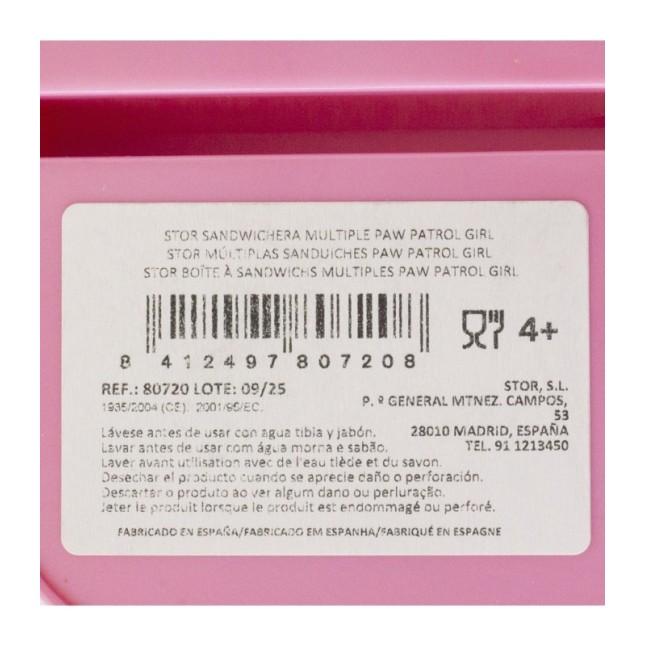 STOR SANDWICHERA MULTIPLE PAW PATROL GIRL
STOR MÚLTIPLAS SANDUICHES PAW PATROL GIRL
STOR BOÎTE À SANDWICHS MULTIPLES PAW PATROL GIRL
8 412497 807208
4+
REF.: 80720 LOTE: 09/25
1935/2004 (CE). 2001/95/EC.
STOR, S.L.
P. º GENERAL MTNEZ. CAMPOS,
53
28010 MADRID, ESPAÑA
TEL. 91 1213450
Lávese antes de usar con agua tibia y jabón.
Lavar antes de usar com água morna e sabão.
Laver avant utilisation avec de l'eau tiède et du savon.
Desechar el producto cuando se aprecie daño o perforación.
Descartar o produto ao ver algum dano ou perfuração.
Jeter le produit lorsque le produit est endommagé ou perforé.
FABRICADO EN ESPAÑA/FABRICADO EM ESPANHA/FABRIQUÉ EN ESPAGNE